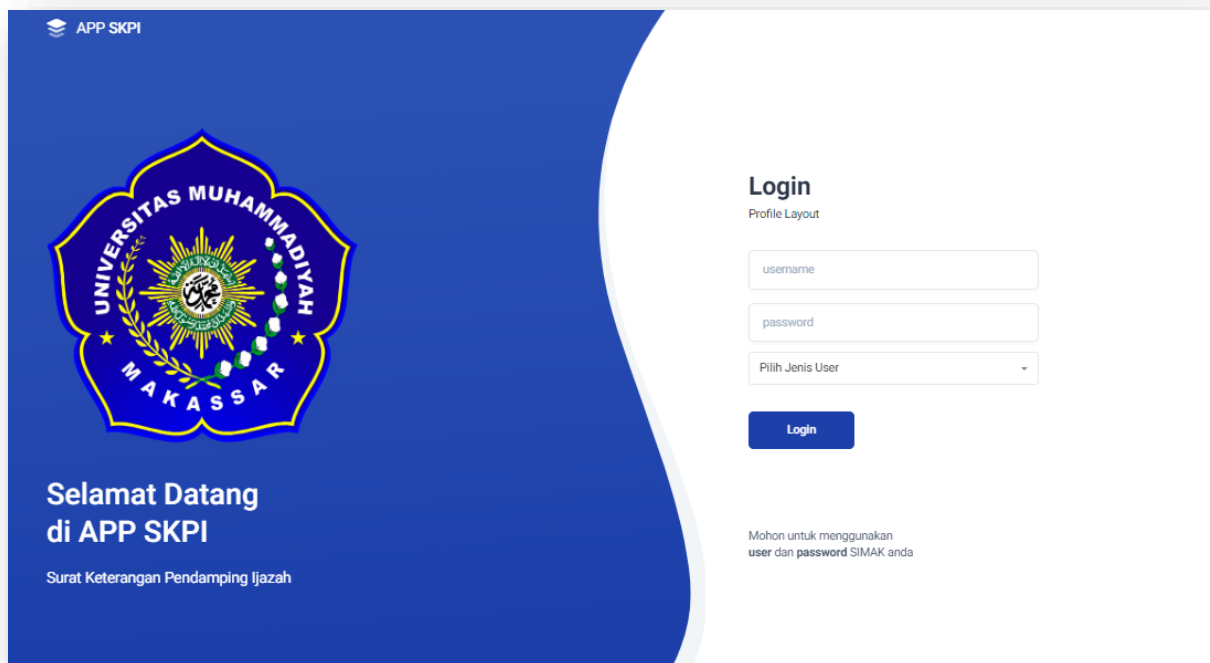 APP SKPI
UNIVERSITAS MUHAMMADIYAH
MAKASSAR
Selamat Datang
di APP SKPI
Surat Keterangan Pendamping Ijazah
Login
Profile Layout
username
password
Pilih Jenis User
Login
Mohon untuk menggunakan
user dan password SIMAK anda